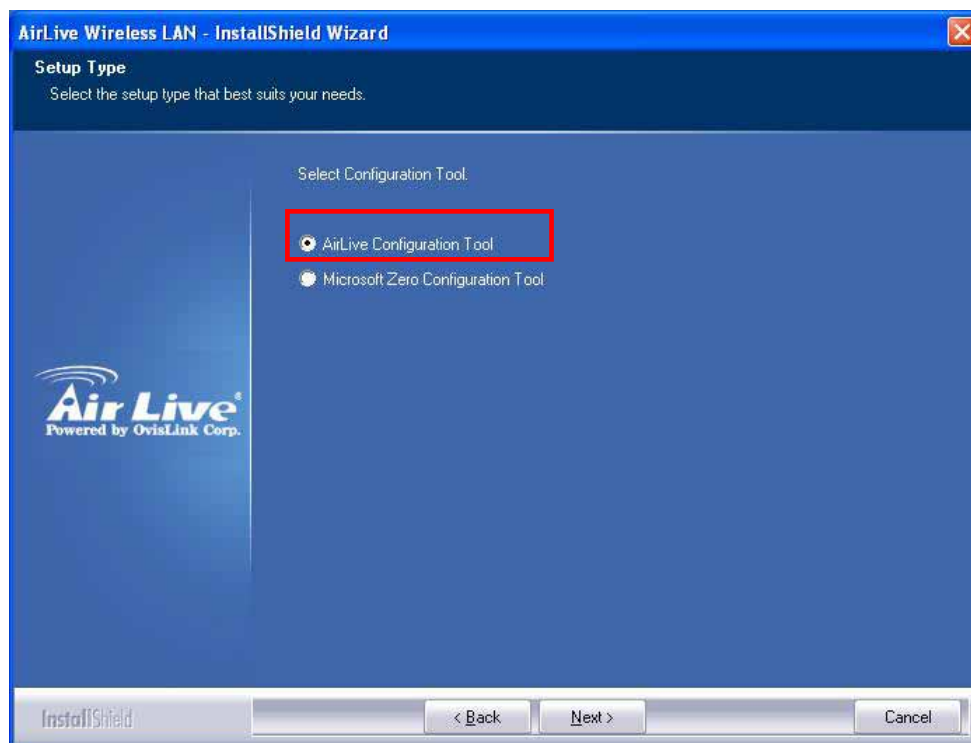 AirLive Wireless LAN - InstallShield Wizard
Setup Type
Select the setup type that best suits your needs.
Select Configuration Tool.
AirLive Configuration Tool
Microsoft Zero Configuration Tool
Air Live®
Powered by OvisLink Corp.
InstallShield
< Back
Next >
Cancel